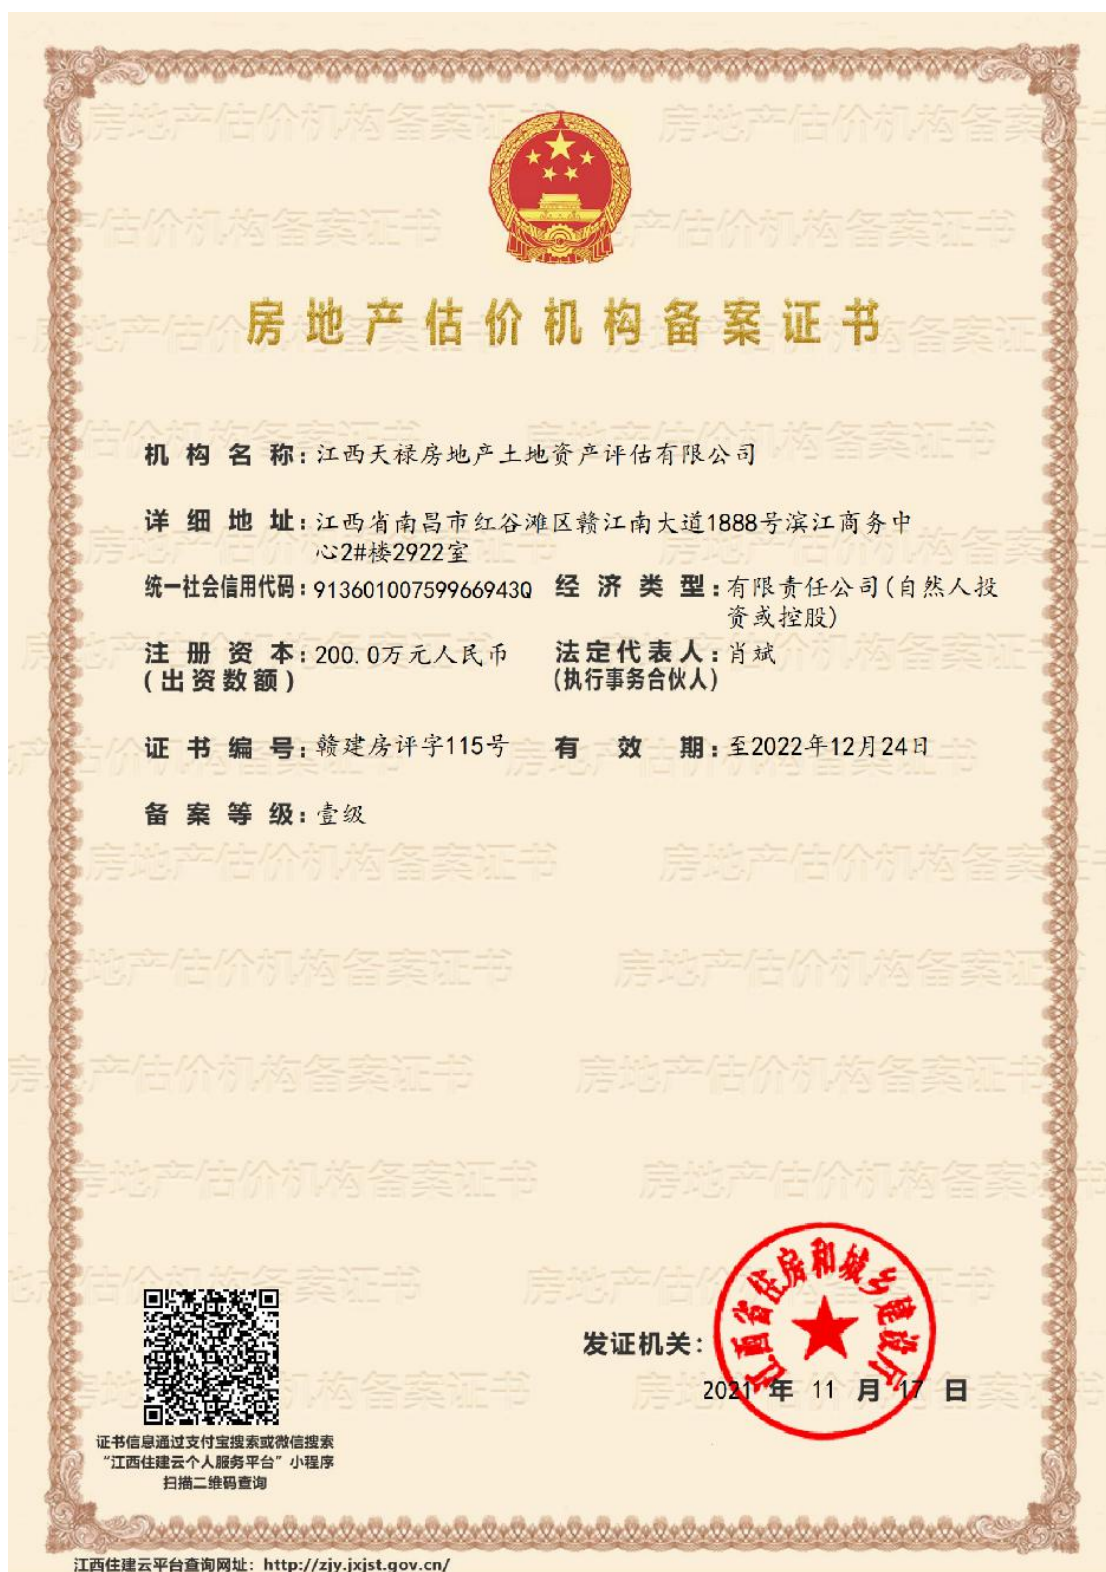 房地产估价机构备案证书
机构名称：江西天禄房地产土地资产评估有限公司
详细地址：江西省南昌市红谷滩区赣江南大道1888号滨江商务中
心2#楼2922室
统一社会信用代码：91360100759966943Q 经济类型：有限责任公司(自然人投
资或控股)
注册资本：200.0万元人民币 法定代表人：肖斌
(出资数额) (执行事务合伙人)
证书编号：赣建房评字115号 有效期：至2022年12月24日
备案等级：壹级
江西省住房和城乡建设厅
发证机关：
2021 年 11 月 17 日
证书信息通过支付宝搜索或微信搜索
“江西住建云个人服务平台”小程序
扫描二维码查询
江西住建云平台查询网址：http://zjy.jxjst.gov.cn/